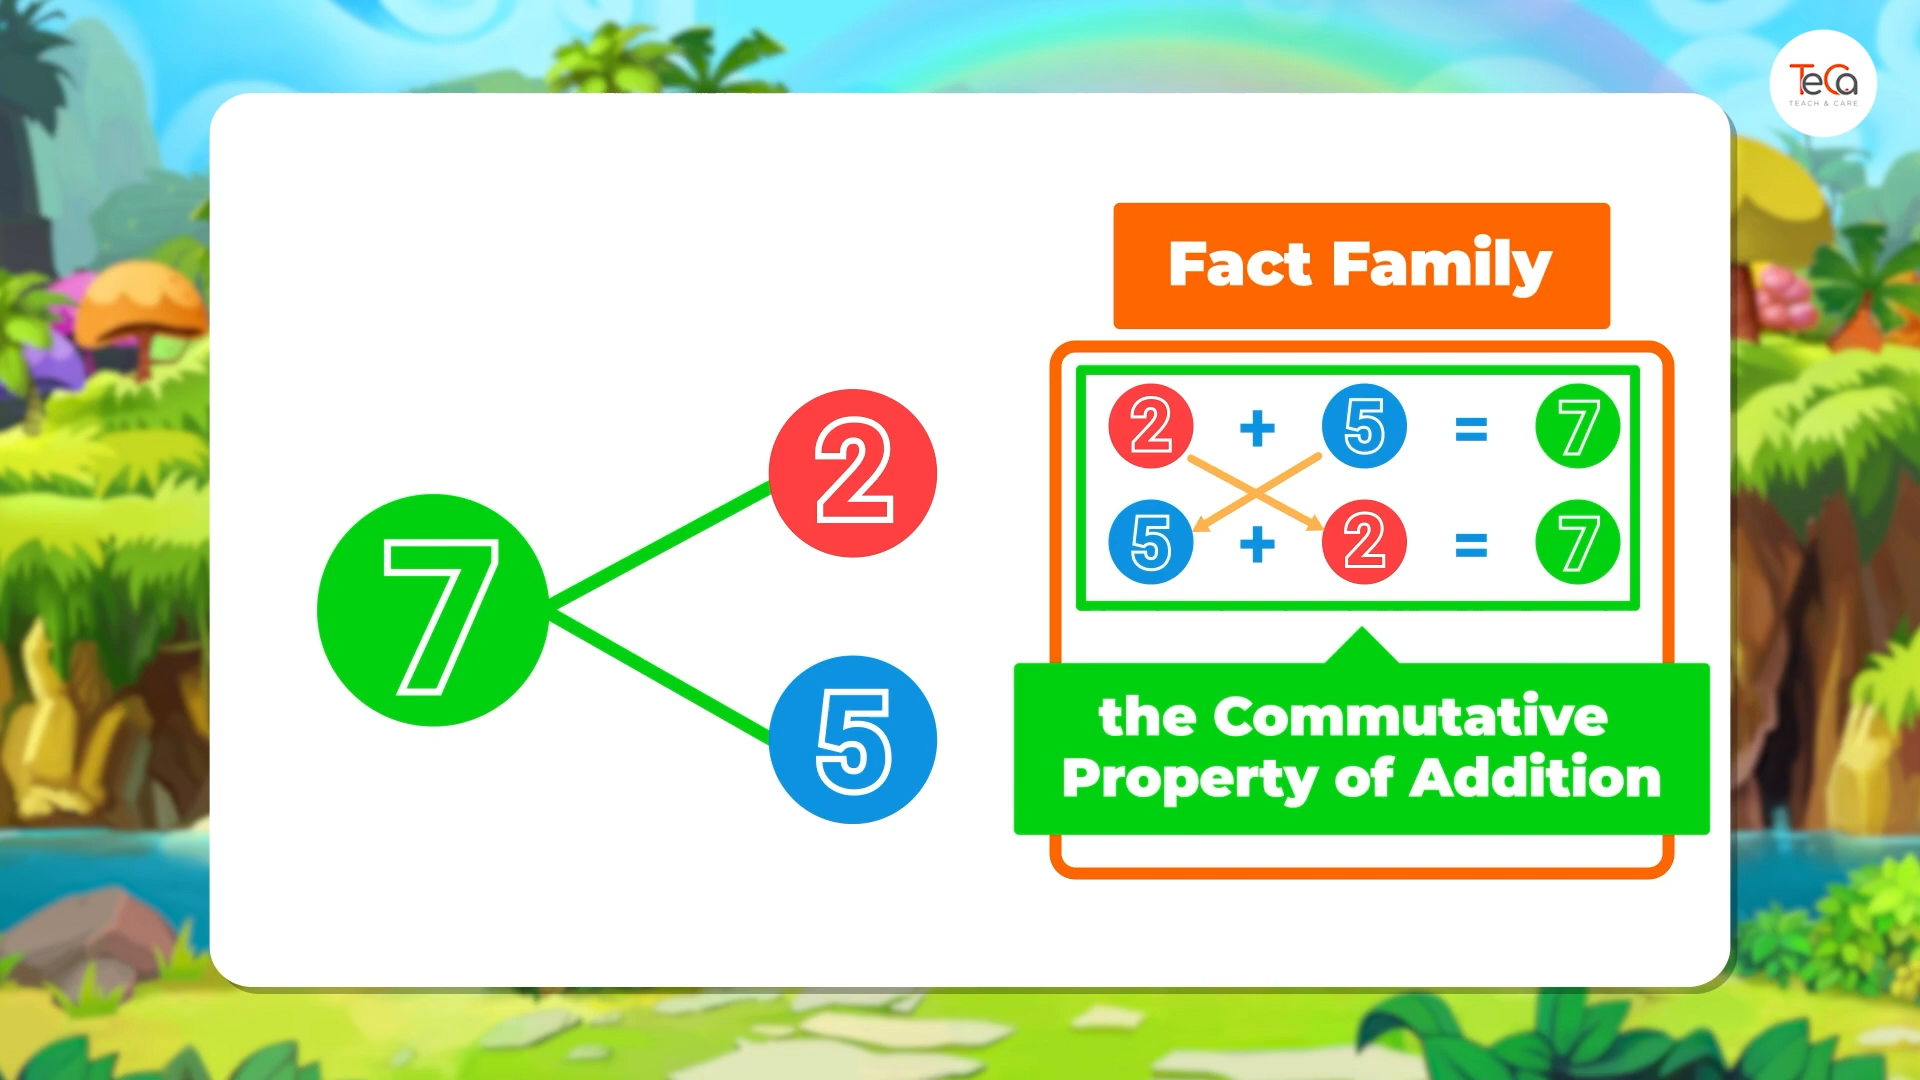 TeCa
TEACH & CARE
Fact Family
2 + 5 = 7
5 + 2 = 7
7
2
5
the Commutative
Property of Addition